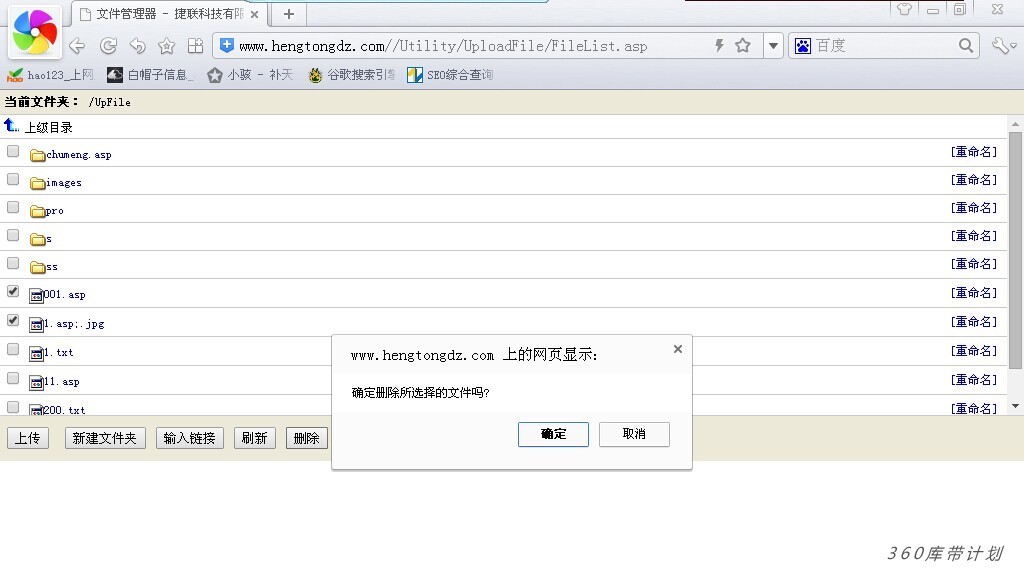 文件管理器 - 捷联科技有限
www.hengtongdz.com//Utility/UploadFile/FileList.asp
百度
hao123_上网
白帽子信息_
小孩 - 补天
谷歌搜索引擎
SEO综合查询
当前文件夹： /UpFile
上级目录
chumeng.asp [重命名]
images [重命名]
pro [重命名]
s [重命名]
ss [重命名]
001.asp [重命名]
1.asp;.jpg [重命名]
1.txt [重命名]
11.asp [重命名]
200.txt [重命名]
www.hengtongdz.com 上的网页显示:
确定删除所选择的文件吗?
确定 取消
上传 新建文件夹 输入链接 刷新 删除
360库带计划